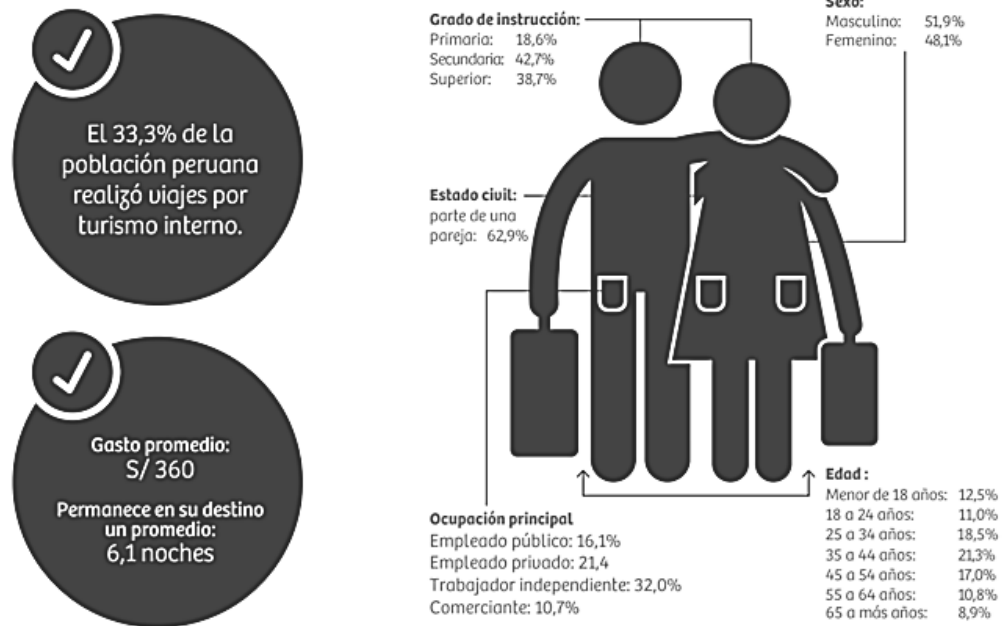 El 33,3% de la
población peruana
realizó viajes por
turismo interno.
Gasto promedio:
S/ 360
Permanece en su destino
un promedio:
6,1 noches
Grado de instrucción:
Primaria: 18,6%
Secundaria: 42,7%
Superior: 38,7%
Sexo:
Masculino: 51,9%
Femenino: 48,1%
Estado civil:
parte de una
pareja: 62,9%
Ocupación principal
Empleado público: 16,1%
Empleado privado: 21,4
Trabajador independiente: 32,0%
Comerciante: 10,7%
Edad :
Menor de 18 años: 12,5%
18 a 24 años: 11,0%
25 a 34 años: 18,5%
35 a 44 años: 21,3%
45 a 54 años: 17,0%
55 a 64 años: 10,8%
65 a más años: 8,9%